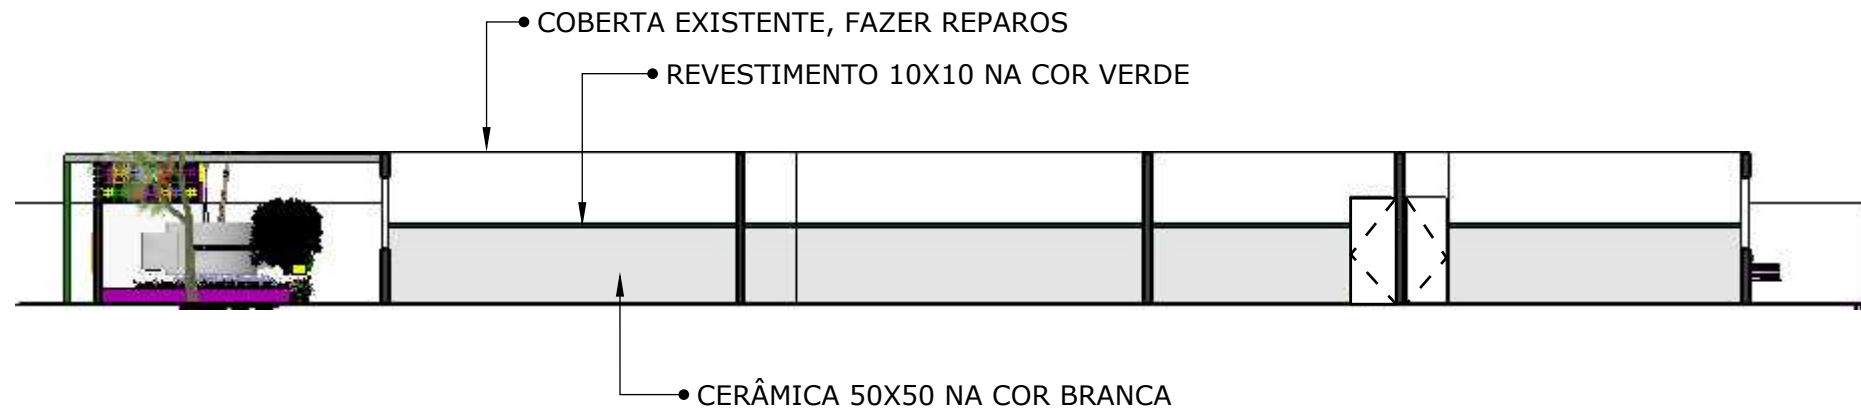 COBERTA EXISTENTE, FAZER REPAROS
REVESTIMENTO 10X10 NA COR VERDE
CERÂMICA 50X50 NA COR BRANCA